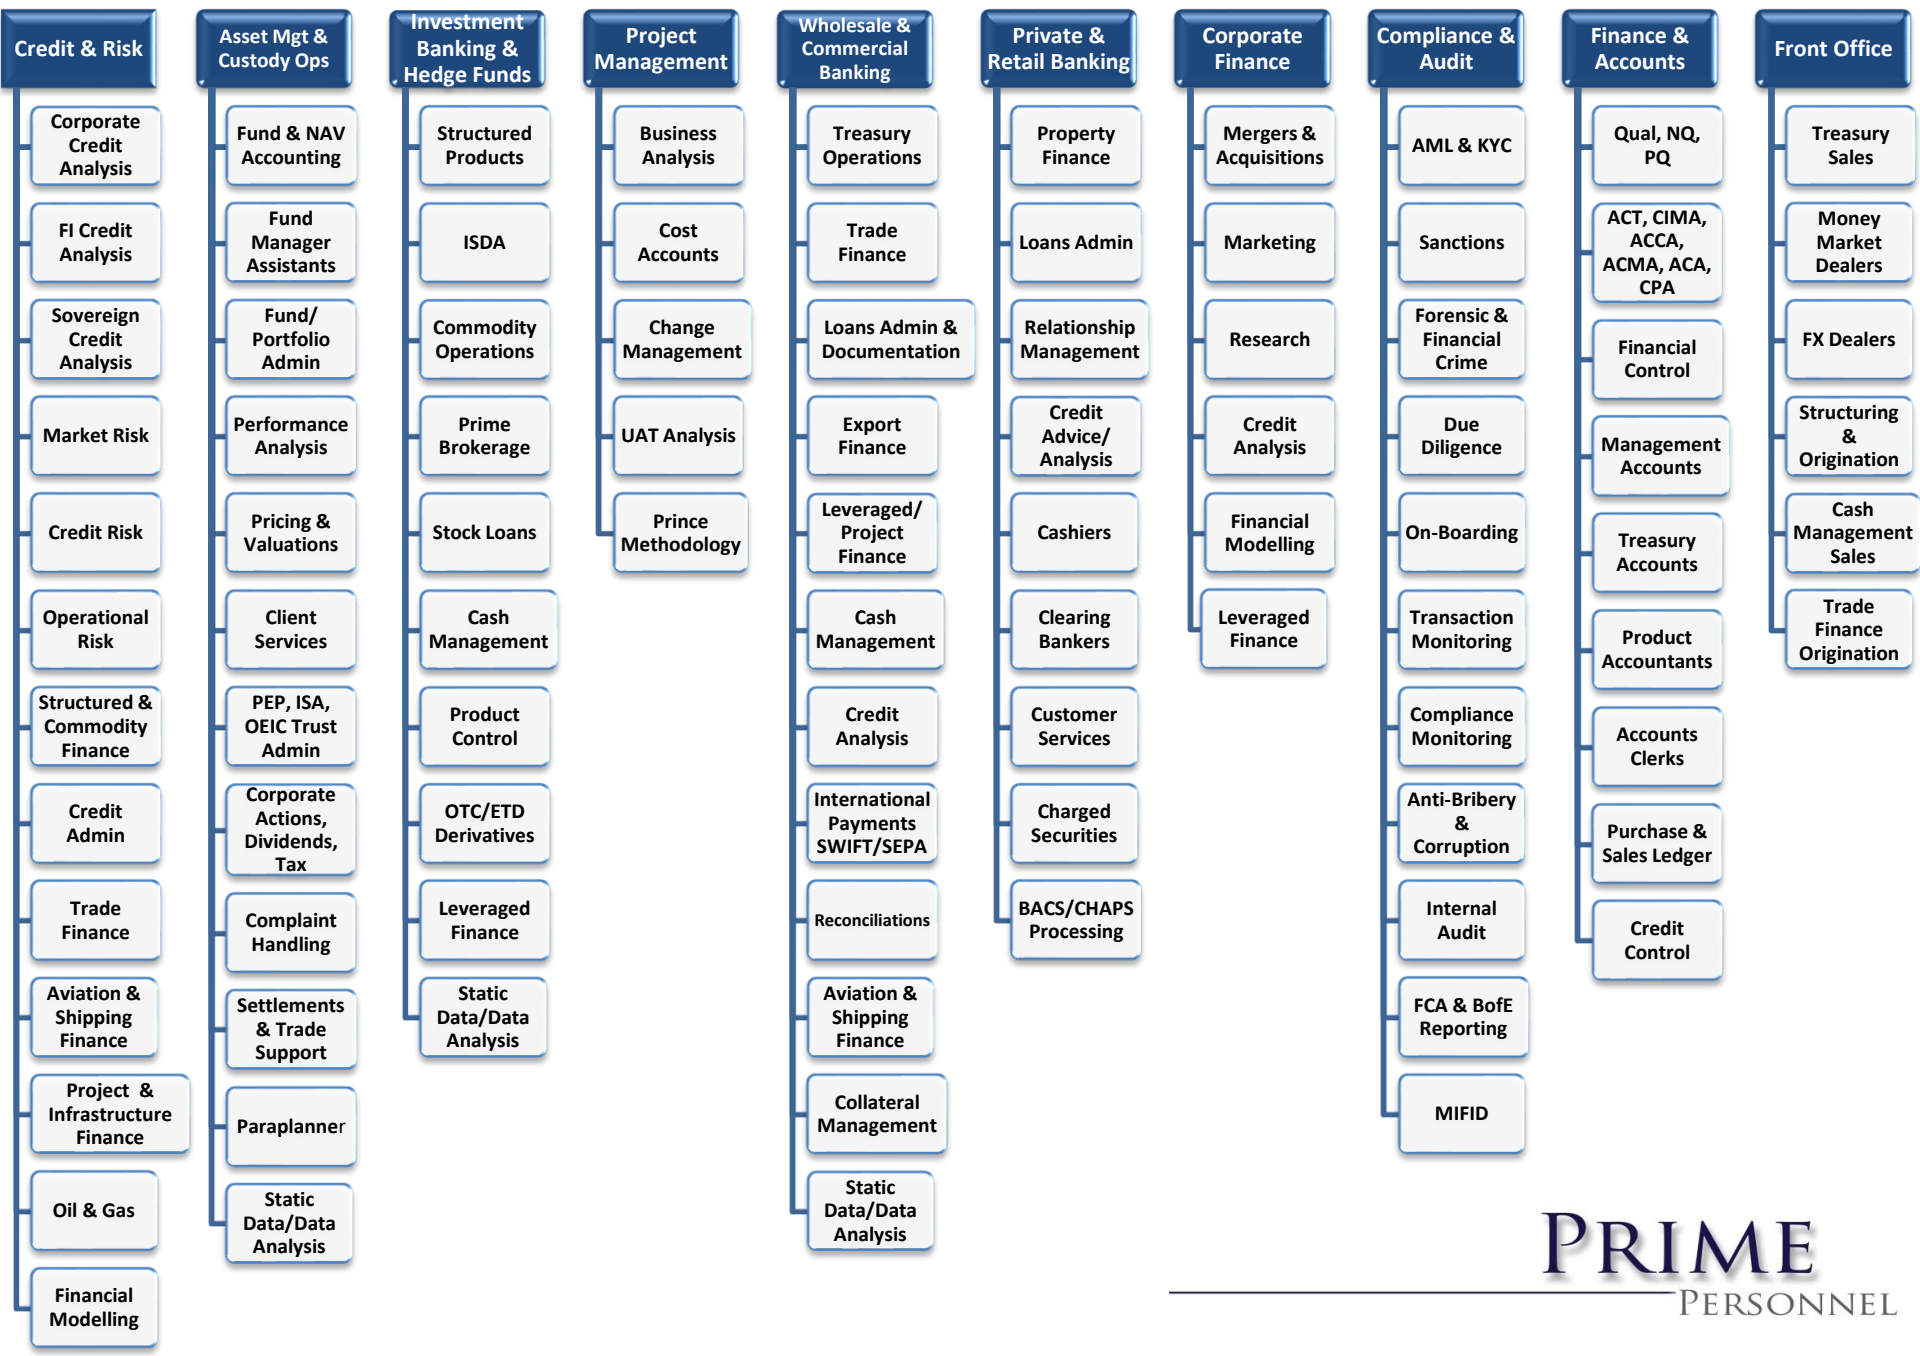 Credit & Risk
Corporate
Credit
Analysis
FI Credit
Analysis
Sovereign
Credit
Analysis
Market Risk
Credit Risk
Operational
Risk
Structured &
Commodity
Finance
Credit
Admin
Trade
Finance
Aviation &
Shipping
Finance
Project &
Infrastructure
Finance
Oil & Gas
Financial
Modelling
Asset Mgt &
Custody Ops
Fund & NAV
Accounting
Fund
Manager
Assistants
Fund/
Portfolio
Admin
Performance
Analysis
Pricing &
Valuations
Client
Services
PEP, ISA,
OEIC Trust
Admin
Corporate
Actions,
Dividends,
Tax
Complaint
Handling
Settlements
& Trade
Support
Paraplanner
Static
Data/Data
Analysis
Investment
Banking &
Hedge Funds
Structured
Products
ISDA
Commodity
Operations
Prime
Brokerage
Stock Loans
Cash
Management
Product
Control
OTC/ETD
Derivatives
Leveraged
Finance
Static
Data/Data
Analysis
Project
Management
Business
Analysis
Cost
Accounts
Change
Management
UAT Analysis
Prince
Methodology
Wholesale &
Commercial
Banking
Treasury
Operations
Trade
Finance
Loans Admin &
Documentation
Export
Finance
Leveraged/
Project
Finance
Cash
Management
Credit
Analysis
International
Payments
SWIFT/SEPA
Reconciliations
Aviation &
Shipping
Finance
Collateral
Management
Static
Data/Data
Analysis
Private &
Retail Banking
Property
Finance
Loans Admin
Relationship
Management
Credit
Advice/
Analysis
Cashiers
Clearing
Bankers
Customer
Services
Charged
Securities
BACS/CHAPS
Processing
Corporate
Finance
Mergers &
Acquisitions
Marketing
Research
Credit
Analysis
Financial
Modelling
Leveraged
Finance
Compliance &
Audit
AML & KYC
Sanctions
Forensic &
Financial
Crime
Due
Diligence
On-Boarding
Transaction
Monitoring
Compliance
Monitoring
Anti-Bribery
&
Corruption
Internal
Audit
FCA & BofE
Reporting
MIFID
Finance &
Accounts
Qual, NQ,
PQ
ACT, CIMA,
ACCA,
ACMA, ACA,
CPA
Financial
Control
Management
Accounts
Treasury
Accounts
Product
Accountants
Accounts
Clerks
Purchase &
Sales Ledger
Credit
Control
Front Office
Treasury
Sales
Money
Market
Dealers
FX Dealers
Structuring
&
Origination
Cash
Management
Sales
Trade
Finance
Origination
PRIME
PERSONNEL